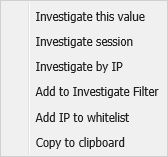 Investigate this value
Investigate session
Investigate by IP
Add to Investigate Filter
Add IP to whitelist
Copy to clipboard